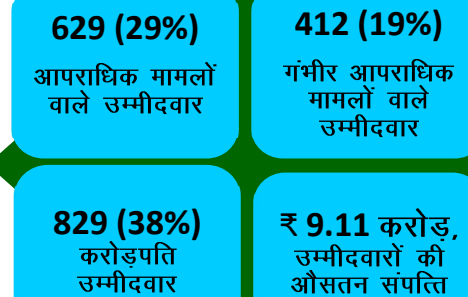 629 (29%)
आपराधिक मामलों
वाले उम्मीदवार
412 (19%)
गंभीर आपराधिक
मामलों वाले
उम्मीदवार
829 (38%)
करोड़पति
उम्मीदवार
₹ 9.11 करोड़,
उम्मीदवारों की
औसतन संपत्ति